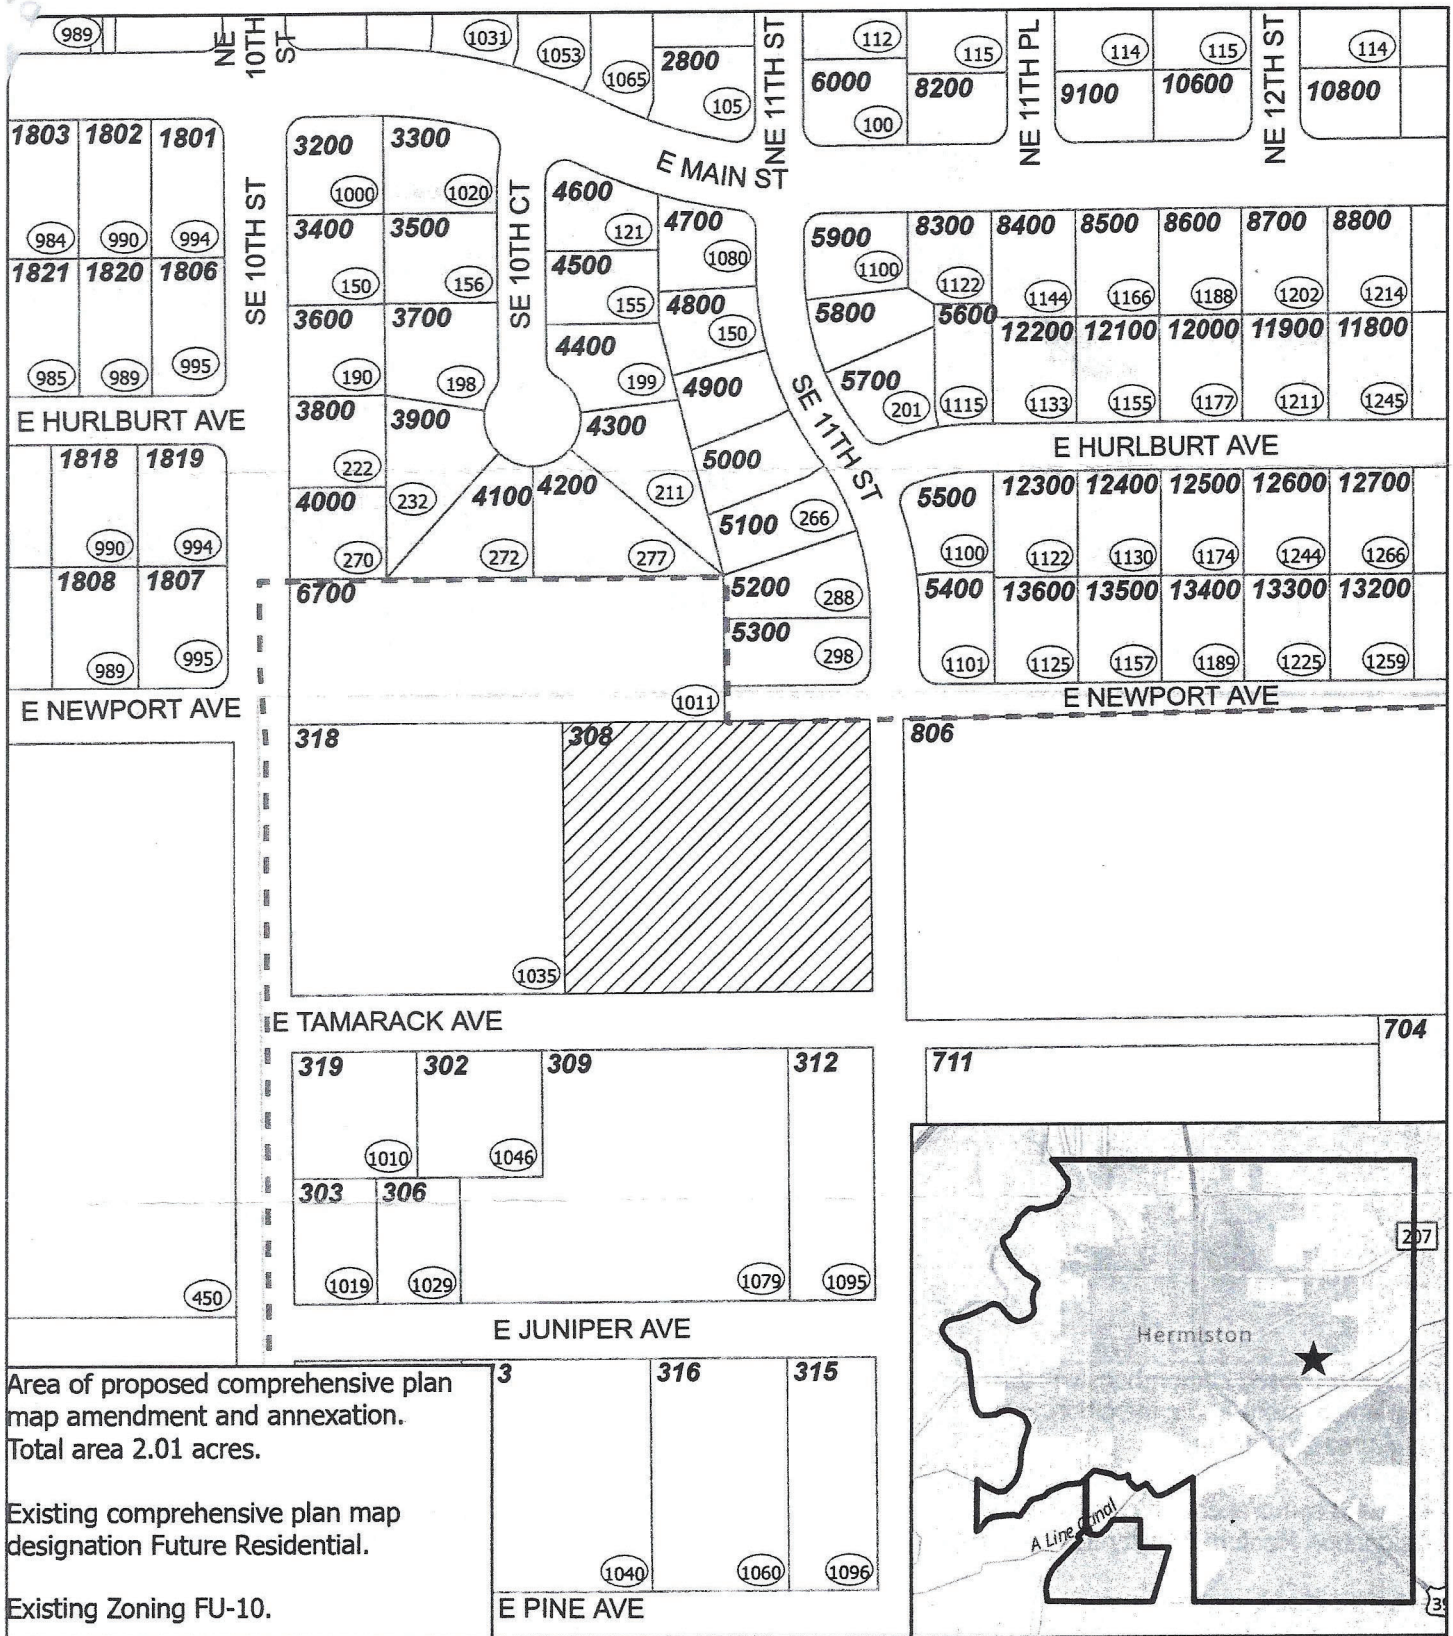 989
NE 10TH ST
1031
1053
1065
2800
105
NE 11TH ST
112
6000
100
115
8200
NE 11TH PL
114
9100
115
10600
NE 12TH ST
114
10800
1803 1802 1801
984 990 994
1821 1820 1806
985 989 995
SE 10TH ST
3200
1000
3300
1020
3400
150
3500
156
3600
190
3700
198
3800
222
3900
232
4000
270
4100
272
4200
277
4300
211
4400
199
4500
155
4600
121
SE 10TH CT
E MAIN ST
4700
1080
4800
150
4900
5000
5100
266
5200
288
5300
298
SE 11TH ST
5900
1100
5800
5700
201
5600
1115
8300 8400 8500 8600 8700 8800
1122 1144 1166 1188 1202 1214
12200 12100 12000 11900 11800
1133 1155 1177 1211 1245
E HURLBURT AVE
E HURLBURT AVE
1818 1819
990 994
1808 1807
989 995
E NEWPORT AVE
5500 12300 12400 12500 12600 12700
1100 1122 1130 1174 1244 1266
5400 13600 13500 13400 13300 13200
1101 1125 1157 1189 1225 1259
E NEWPORT AVE
6700
1011
318
1035
308
806
E TAMARACK AVE
319
1010
302
1046
309
1079
312
1095
303
1019
306
1029
711
704
450
E JUNIPER AVE
3
1040
316
1060
315
1096
E PINE AVE
Area of proposed comprehensive plan
map amendment and annexation.
Total area 2.01 acres.
Existing comprehensive plan map
designation Future Residential.
Existing Zoning FU-10.
207
Hermiston
A Line Canal